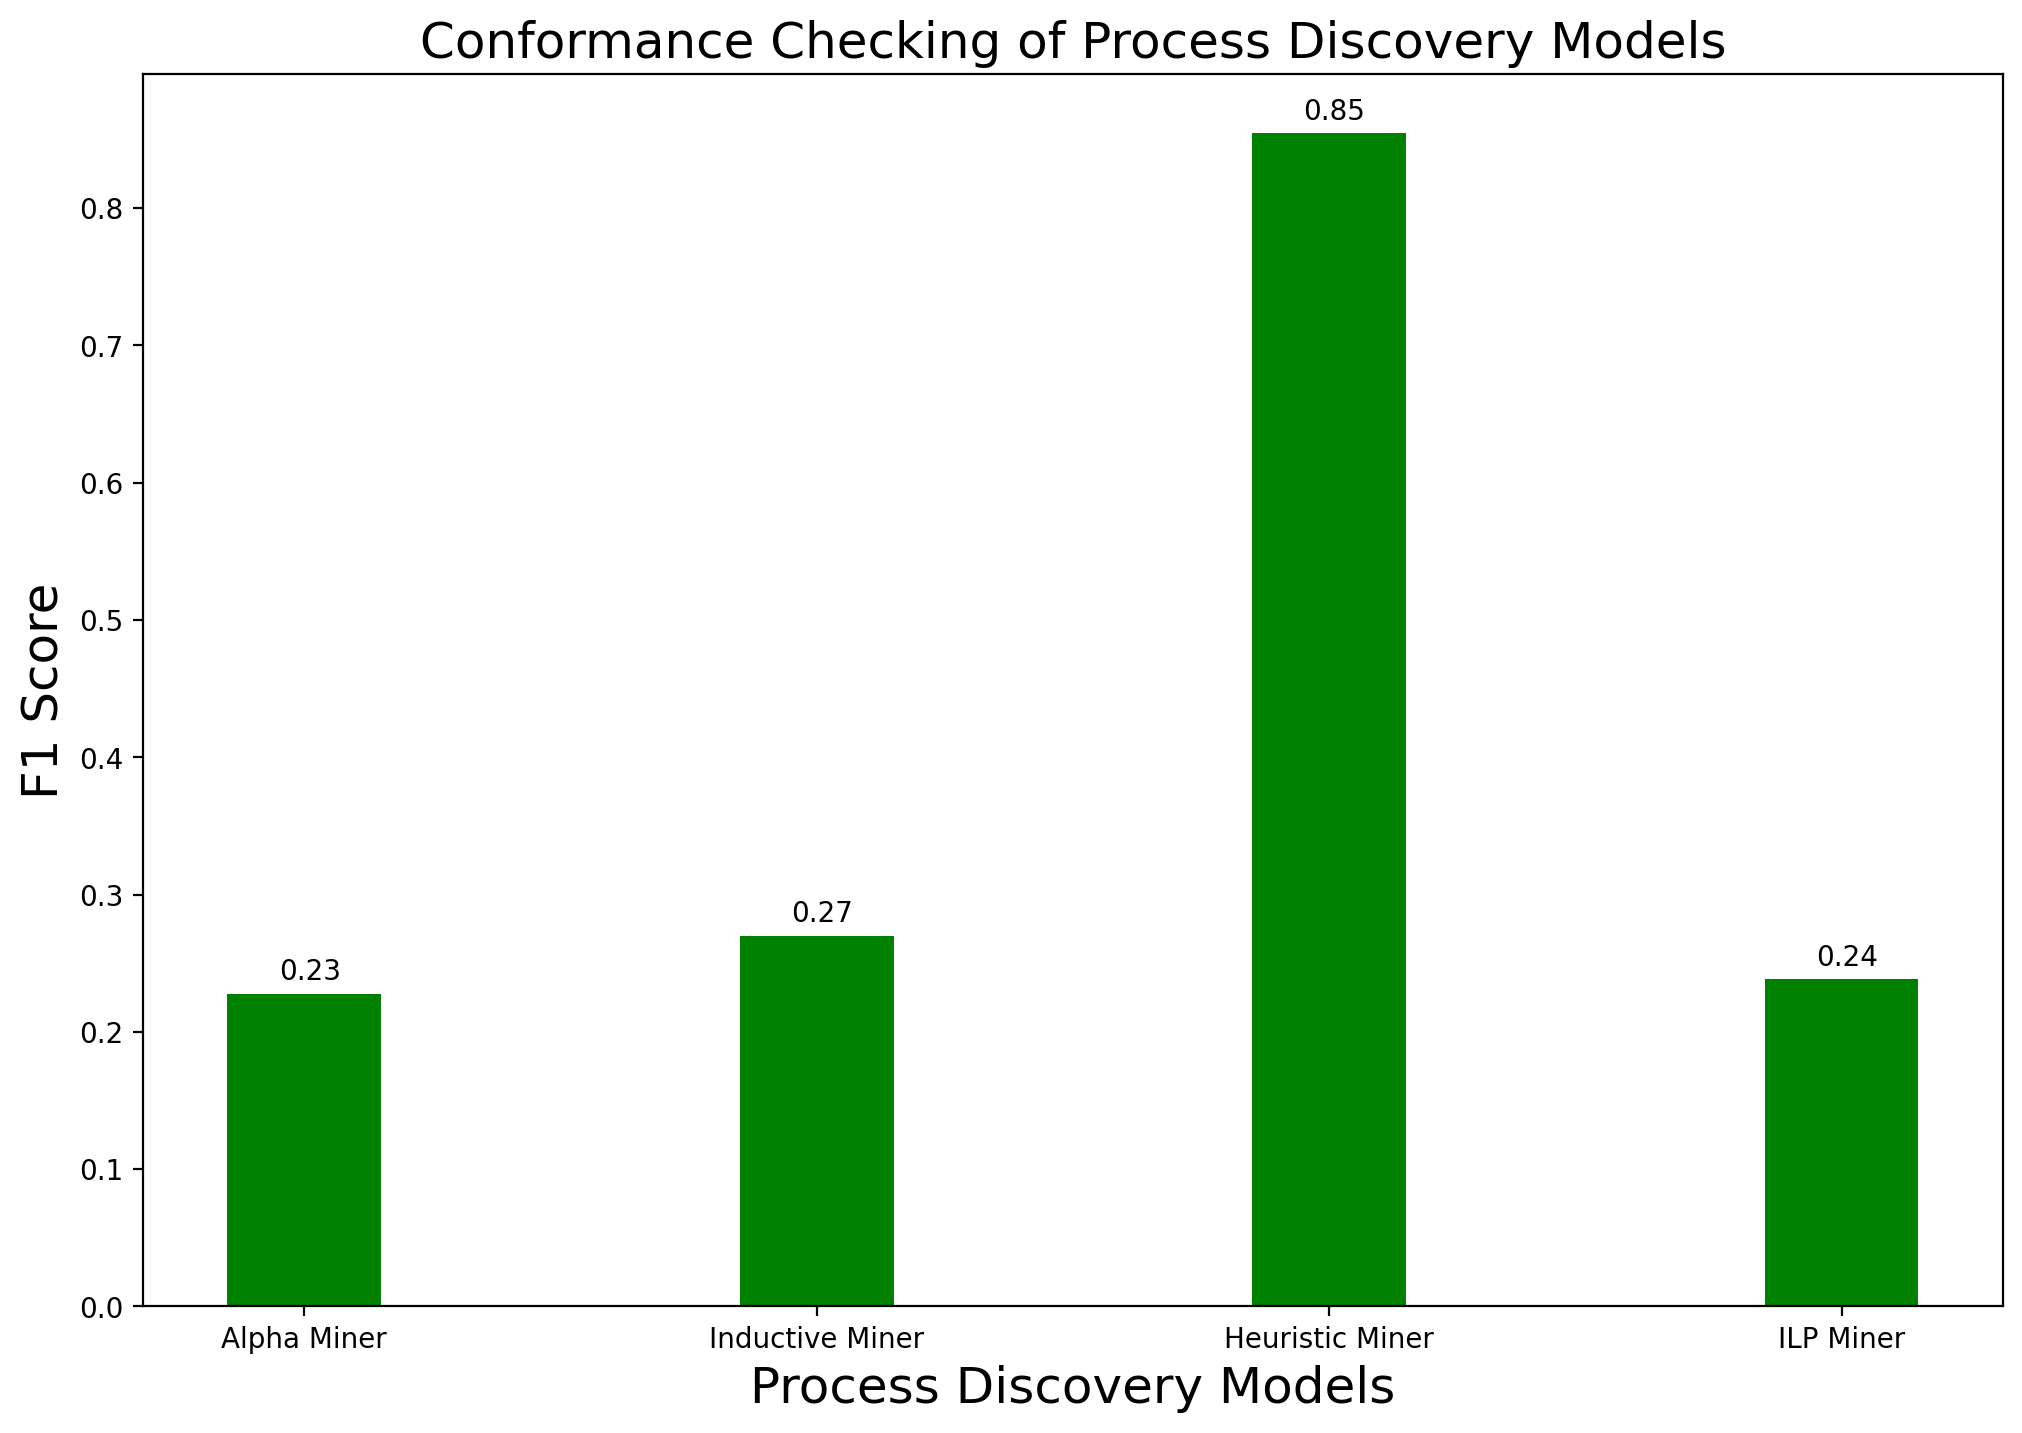 Conformance Checking of Process Discovery Models
0.85
0.8
0.7
0.6
0.5
0.4
0.3
0.27
0.24
0.23
0.2
0.1
0.0
F1 Score
Alpha Miner
Inductive Miner
Heuristic Miner
ILP Miner
Process Discovery Models